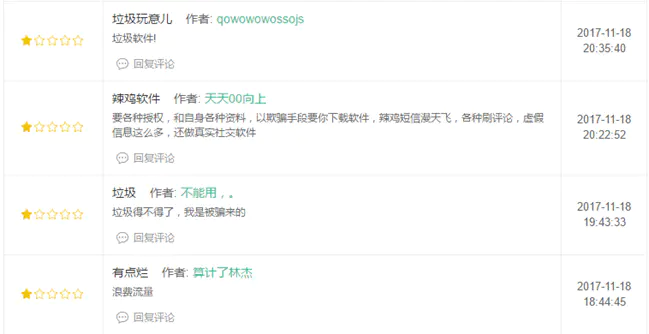 垃圾玩意儿 作者: qowowowossojs
垃圾软件!
回复评论
2017-11-18
20:35:40
辣鸡软件 作者: 天天00向上
要各种授权，和自身各种资料，以欺骗手段要你下载软件，辣鸡短信漫天飞，各种刷评论，虚假
信息这么多，还做真实社交软件
回复评论
2017-11-18
20:22:52
垃圾 作者: 不能用，。
垃圾得不得了，我是被骗来的
回复评论
2017-11-18
19:43:33
有点烂 作者: 算计了林杰
浪费流量
回复评论
2017-11-18
18:44:45